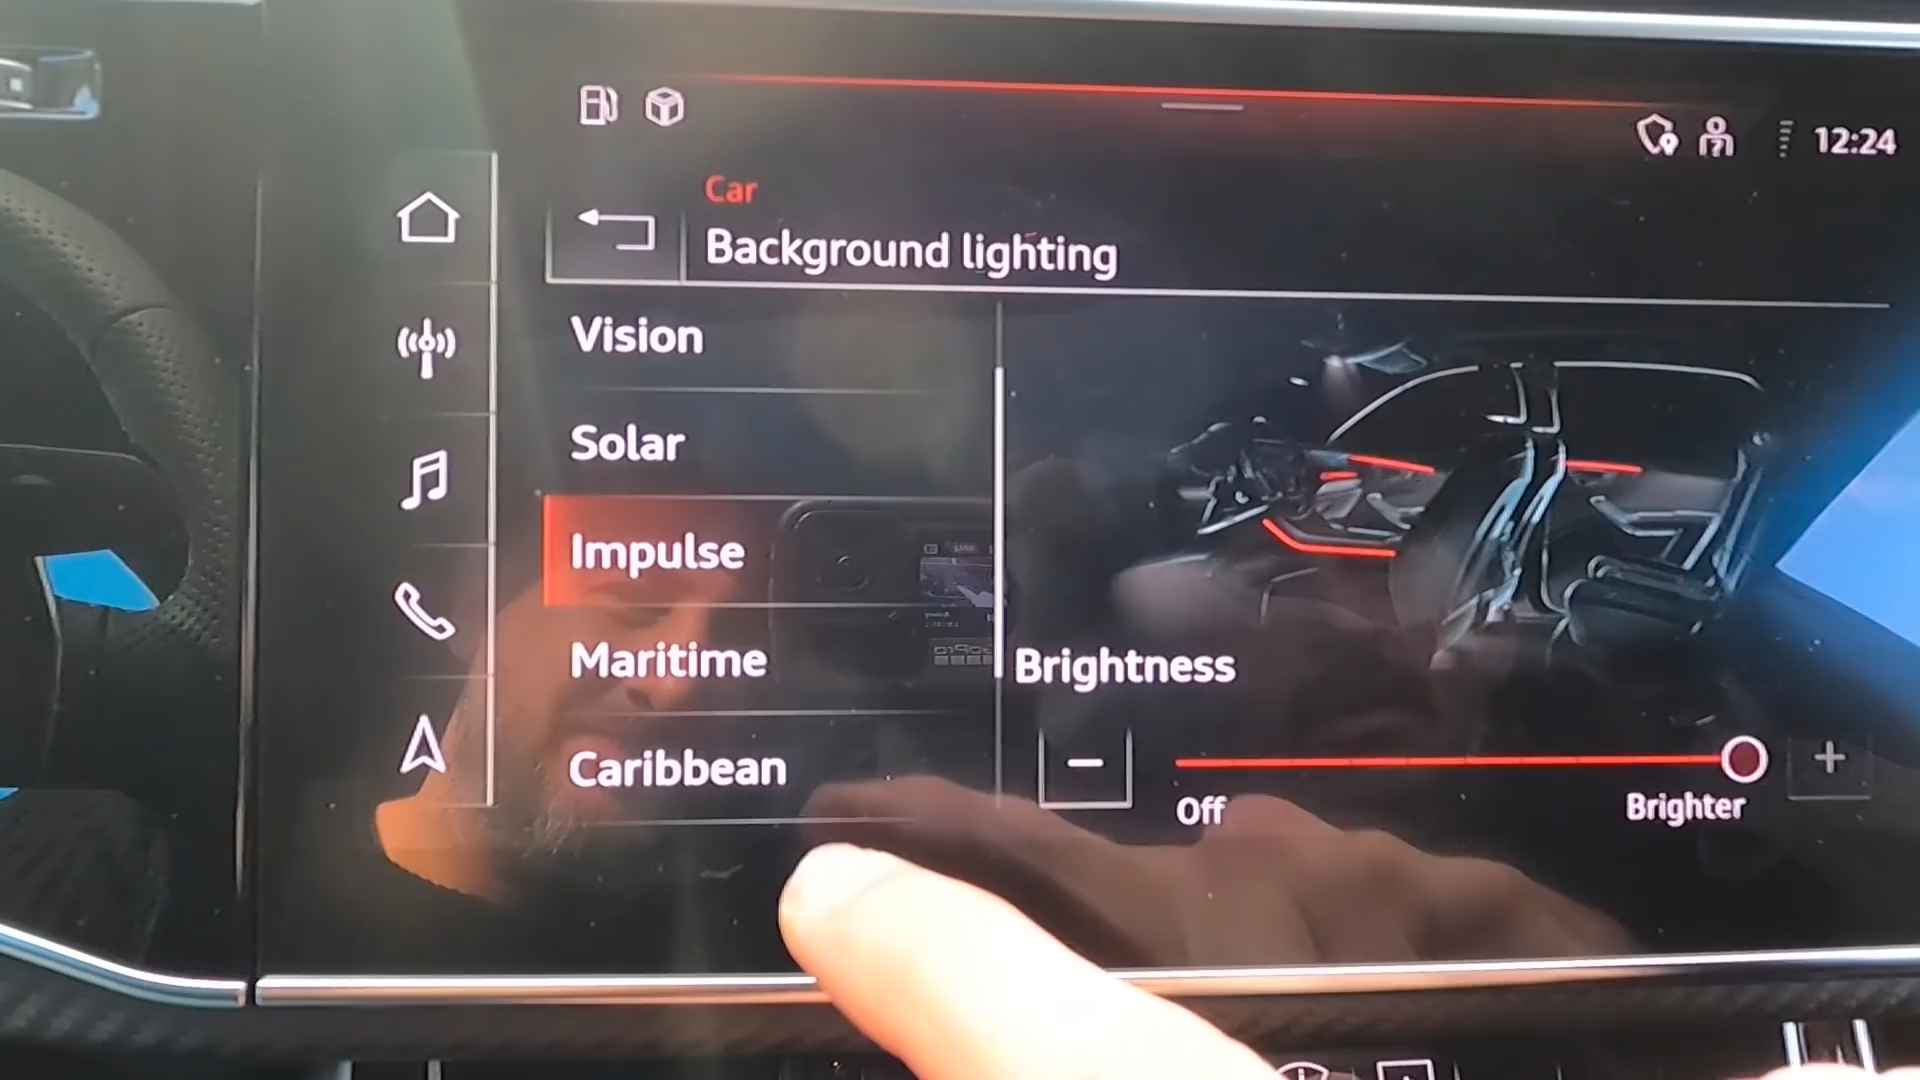 12:24
Car
Background lighting
Vision
Solar
Impulse
Maritime
Caribbean
Brightness
Off
Brighter